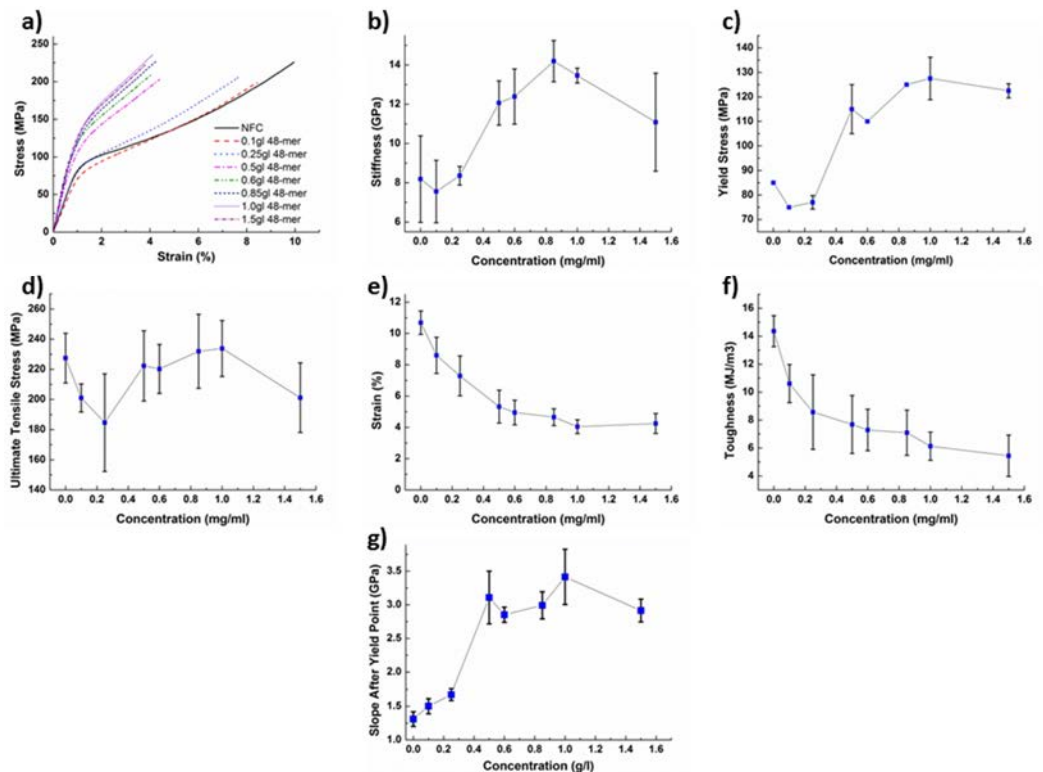 a)
250
225
200
175
150
125
100
75
50
25
0
Stress (MPa)
NFC
0.1gl 48-mer
0.25gl 48-mer
0.5gl 48-mer
0.6gl 48-mer
0.85gl 48-mer
1.0gl 48-mer
1.5gl 48-mer
0 2 4 6 8 10
Strain (%)
b)
14
12
10
8
6
Stiffness (GPa)
0.0 0.2 0.4 0.6 0.8 1.0 1.2 1.4 1.6
Concentration (mg/ml)
c)
140
130
120
110
100
90
80
70
Yield Stress (MPa)
0.0 0.2 0.4 0.6 0.8 1.0 1.2 1.4 1.6
Concentration (mg/ml)
d)
260
240
220
200
180
160
140
Ultimate Tensile Stress (MPa)
0.0 0.2 0.4 0.6 0.8 1.0 1.2 1.4 1.6
Concentration (mg/ml)
e)
12
10
8
6
4
2
0
Strain (%)
0.0 0.2 0.4 0.6 0.8 1.0 1.2 1.4 1.6
Concentration (mg/ml)
f)
16
14
12
10
8
6
4
Toughness (MJ/m3)
0.0 0.2 0.4 0.6 0.8 1.0 1.2 1.4 1.6
Concentration (mg/ml)
g)
3.5
3.0
2.5
2.0
1.5
1.0
Slope After Yield Point (GPa)
0.0 0.2 0.4 0.6 0.8 1.0 1.2 1.4 1.6
Concentration (g/l)